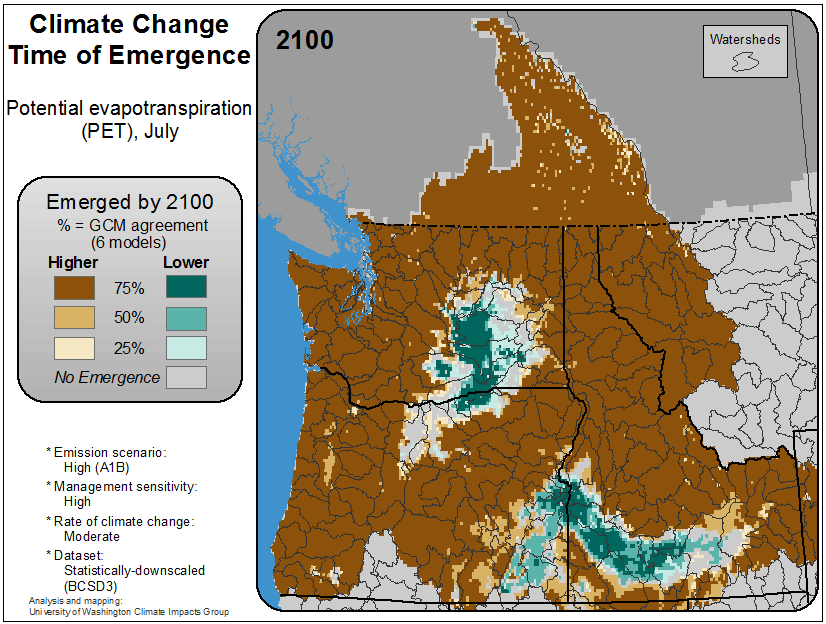 Climate Change
Time of Emergence
Potential evapotranspiration
(PET), July
Emerged by 2100
% = GCM agreement
(6 models)
Higher Lower
75%
50%
25%
No Emergence
* Emission scenario:
High (A1B)
* Management sensitivity:
High
* Rate of climate change:
Moderate
* Dataset:
Statistically-downscaled
(BCSD3)
Analysis and mapping:
University of Washington Climate Impacts Group
2100
Watersheds